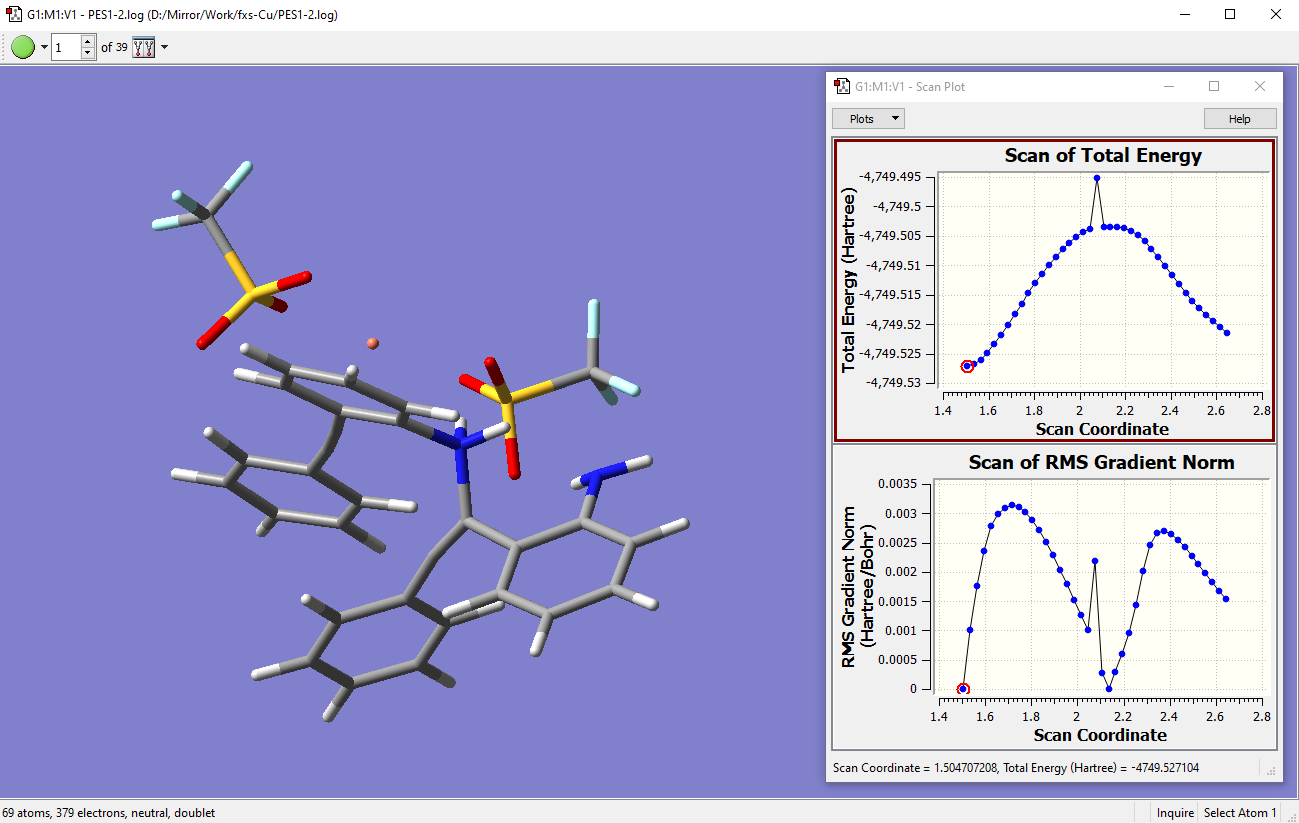 G1:M1:V1 - PES1-2.log (D:/Mirror/Work/fxs-Cu/PES1-2.log)
1 of 39
G1:M1:V1 - Scan Plot
Plots Help
Scan of Total Energy
Total Energy (Hartree)
-4,749.495
-4,749.5
-4,749.505
-4,749.51
-4,749.515
-4,749.52
-4,749.525
-4,749.53
1.4 1.6 1.8 2 2.2 2.4 2.6 2.8
Scan Coordinate
Scan of RMS Gradient Norm
RMS Gradient Norm
(Hartree/Bohr)
0.0035
0.003
0.0025
0.002
0.0015
0.001
0.0005
0
1.4 1.6 1.8 2 2.2 2.4 2.6 2.8
Scan Coordinate
Scan Coordinate = 1.504707208, Total Energy (Hartree) = -4749.527104
69 atoms, 379 electrons, neutral, doublet
Inquire Select Atom 1